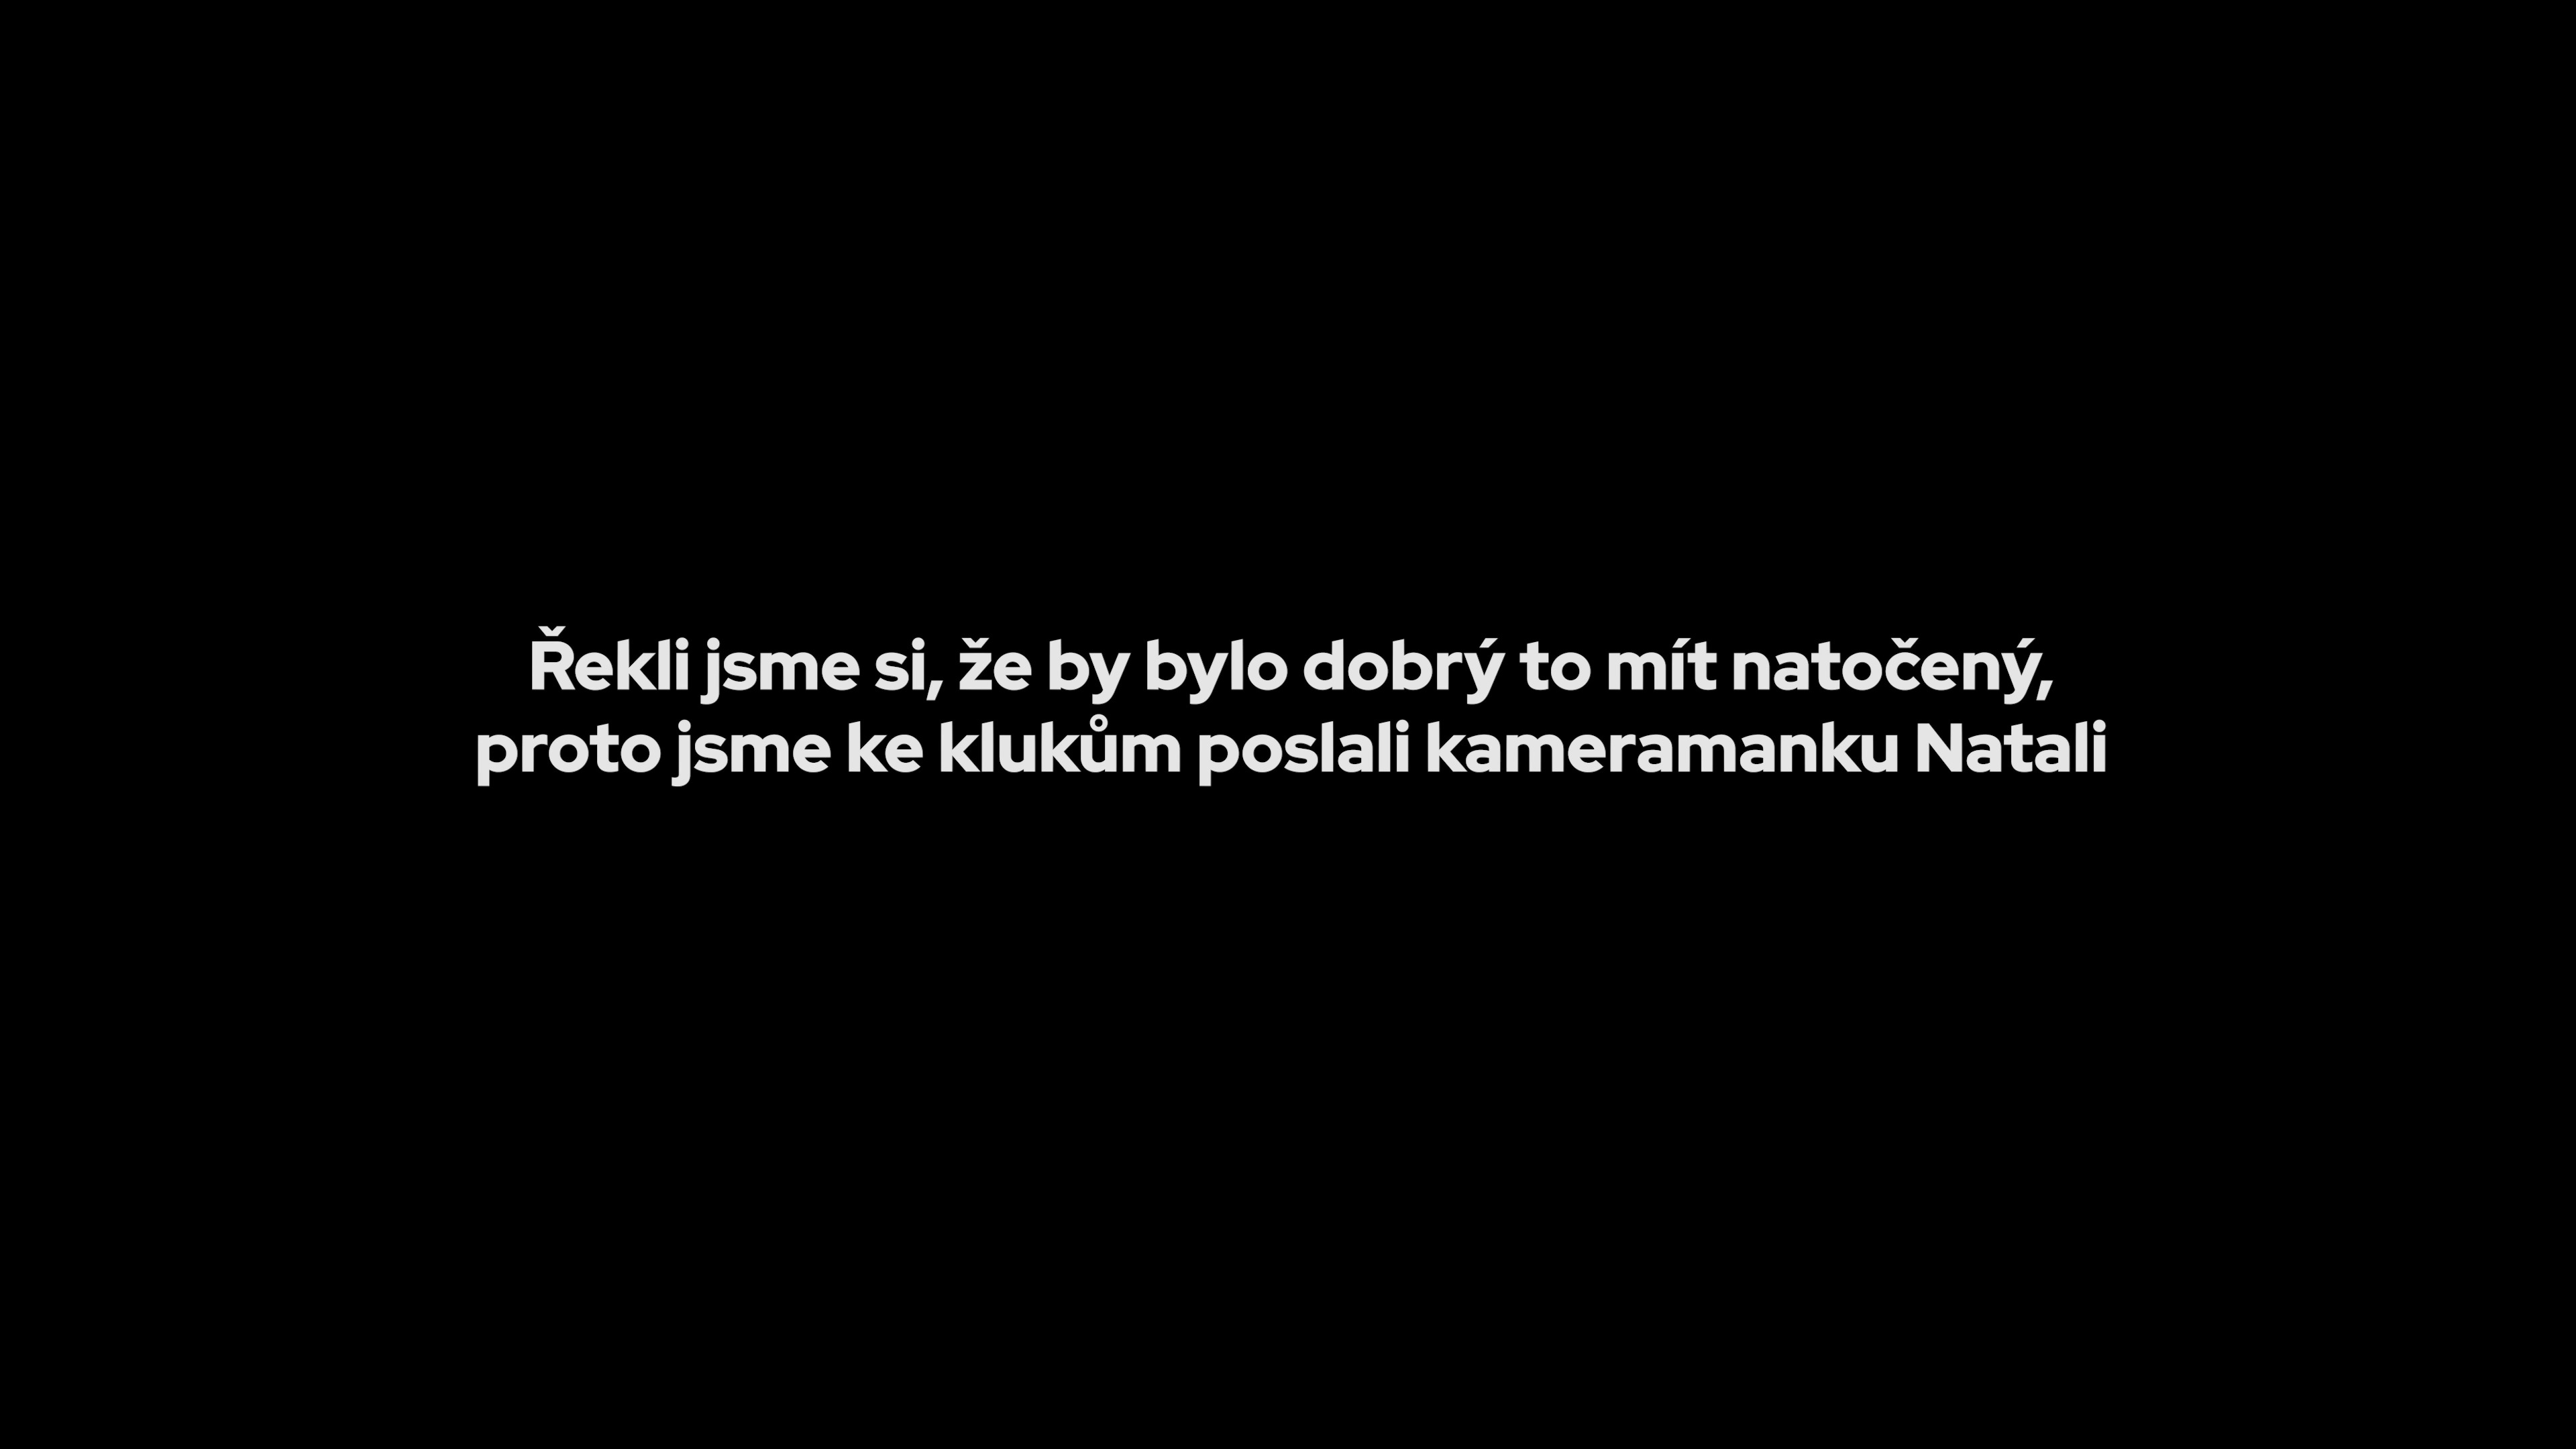 Řekli jsme si, že by bylo dobrý to mít natočený,
proto jsme ke klukům poslali kameramanku Natali